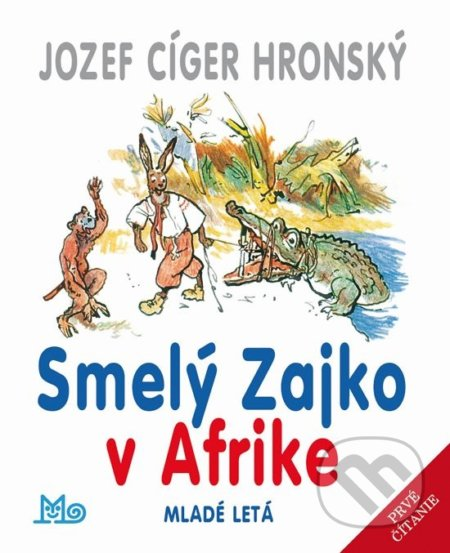 JOZEF CÍGER HRONSKÝ
Smelý Zajko
v Afrike
MLADÉ LETÁ
PRVÉ
ČÍTANIE